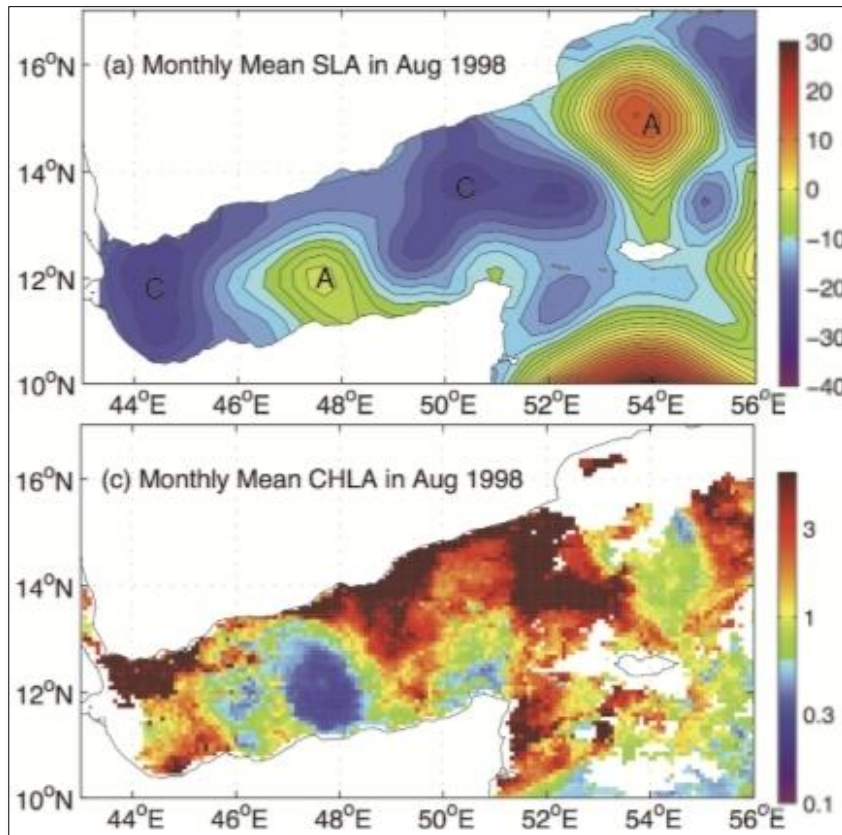 (a) Monthly Mean SLA in Aug 1998
16°N
14°N
12°N
10°N
44°E 46°E 48°E 50°E 52°E 54°E 56°E
30
20
10
0
−10
−20
−30
−40
A
C
A
C
(c) Monthly Mean CHLA in Aug 1998
16°N
14°N
12°N
10°N
44°E 46°E 48°E 50°E 52°E 54°E 56°E
3
1
0.3
0.1